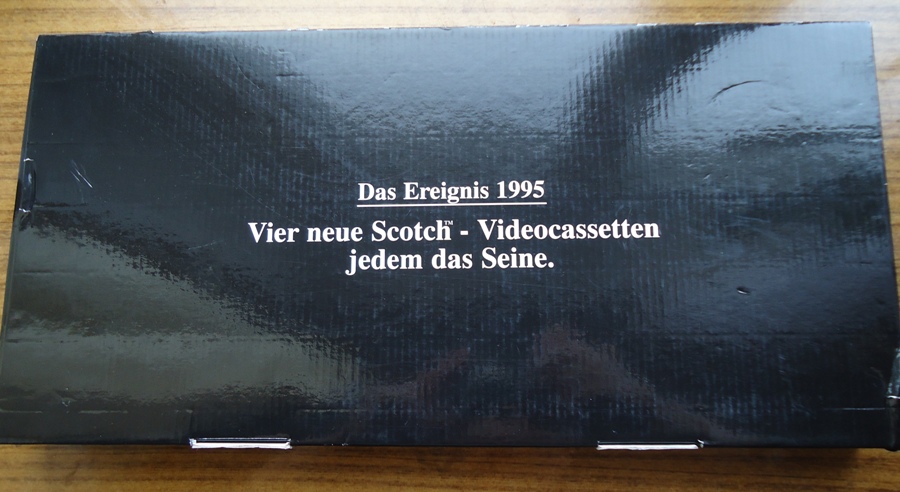 Das Ereignis 1995
Vier neue Scotch™ - Videocassetten
jedem das Seine.